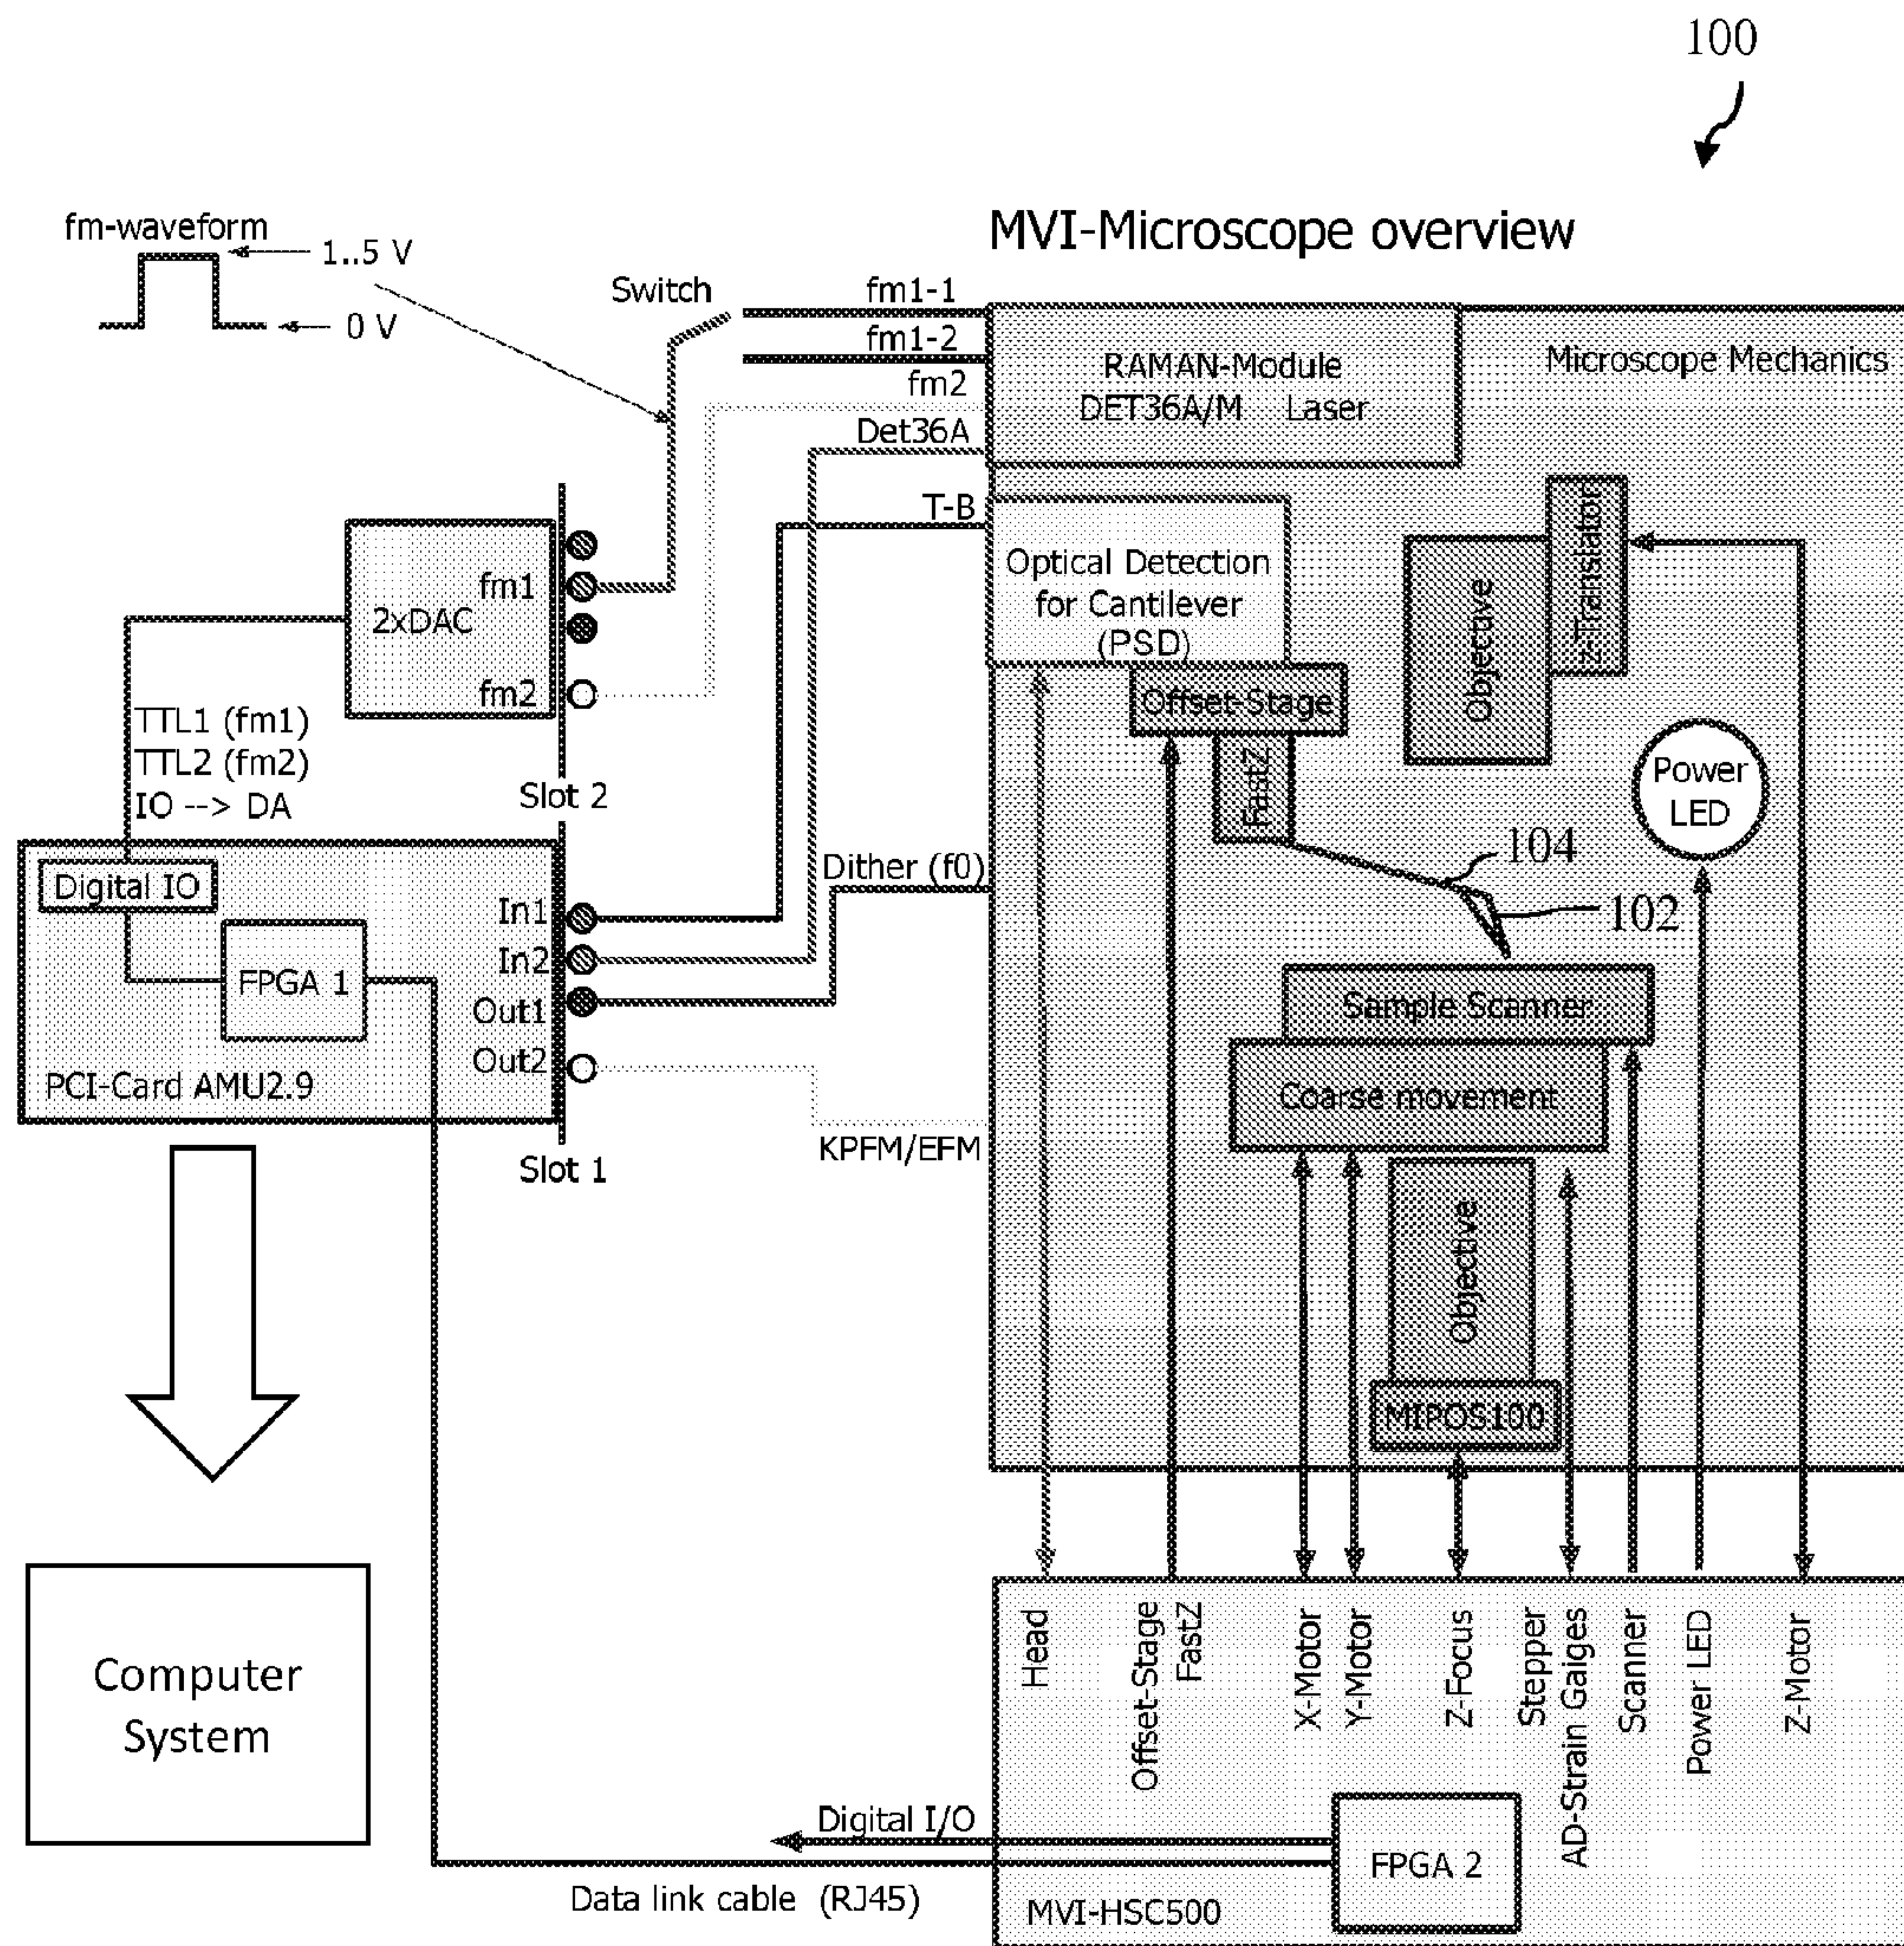 100
MVI-Microscope overview
fm-waveform
1..5 V
0 V
Switch
fm1-1
fm1-2
fm2
Det36A
T-B
RAMAN-Module
DET36A/M Laser
Microscope Mechanics
Optical Detection
for Cantilever
(PSD)
Offset-Stage
FastZ
Objective
Z-Translator
Power
LED
104
102
2xDAC
fm1
fm2
Slot 2
TTL1 (fm1)
TTL2 (fm2)
IO --> DA
Digital IO
FPGA 1
PCI-Card AMU2.9
In1
In2
Out1
Out2
Slot 1
Dither (f0)
KPFM/EFM
Sample Scanner
Coarse movement
Objective
MIPOS100
Computer
System
Head
Offset-Stage
FastZ
X-Motor
Y-Motor
Z-Focus
Stepper
AD-Strain Gaiges
Scanner
Power LED
Z-Motor
Digital I/O
Data link cable (RJ45)
FPGA 2
MVI-HSC500